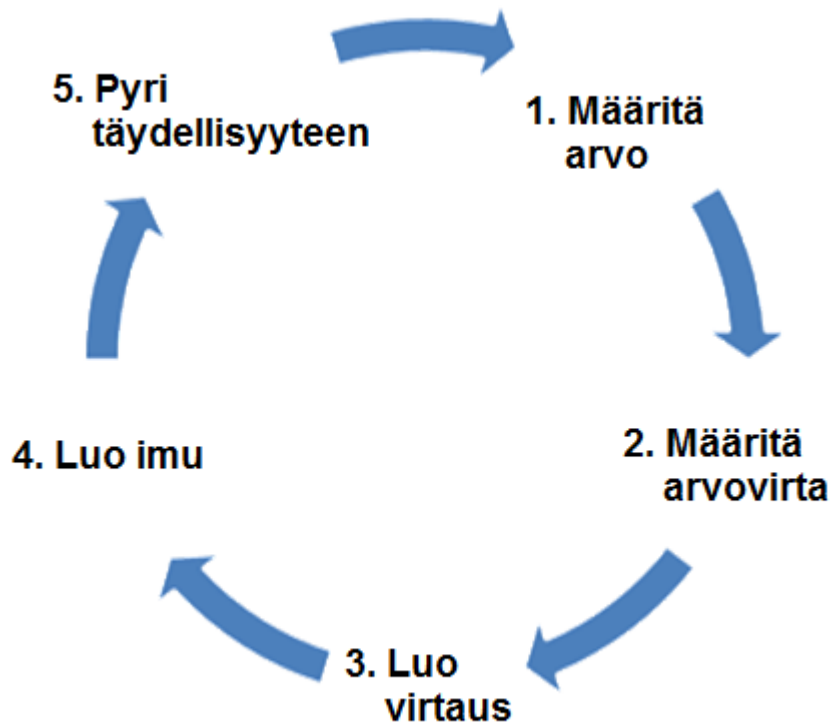 1. Määritä
arvo
2. Määritä
arvovirta
3. Luo
virtaus
4. Luo imu
5. Pyri
täydellisyyteen